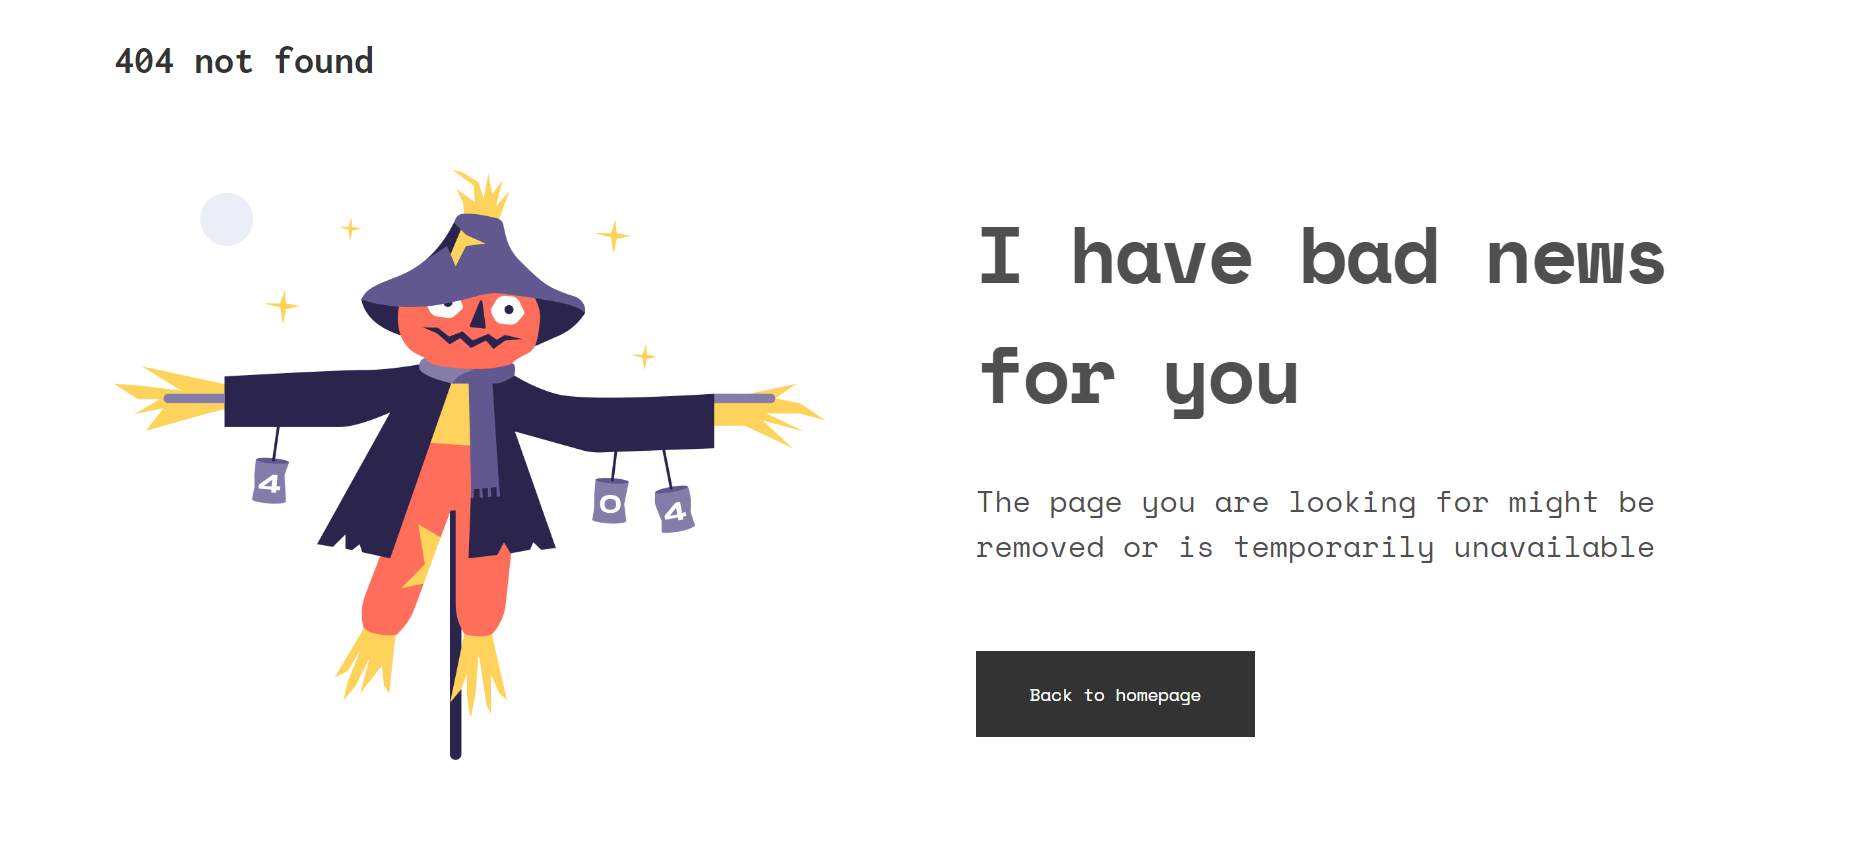 404 not found
4
0
4
I have bad news
for you
The page you are looking for might be
removed or is temporarily unavailable
Back to homepage